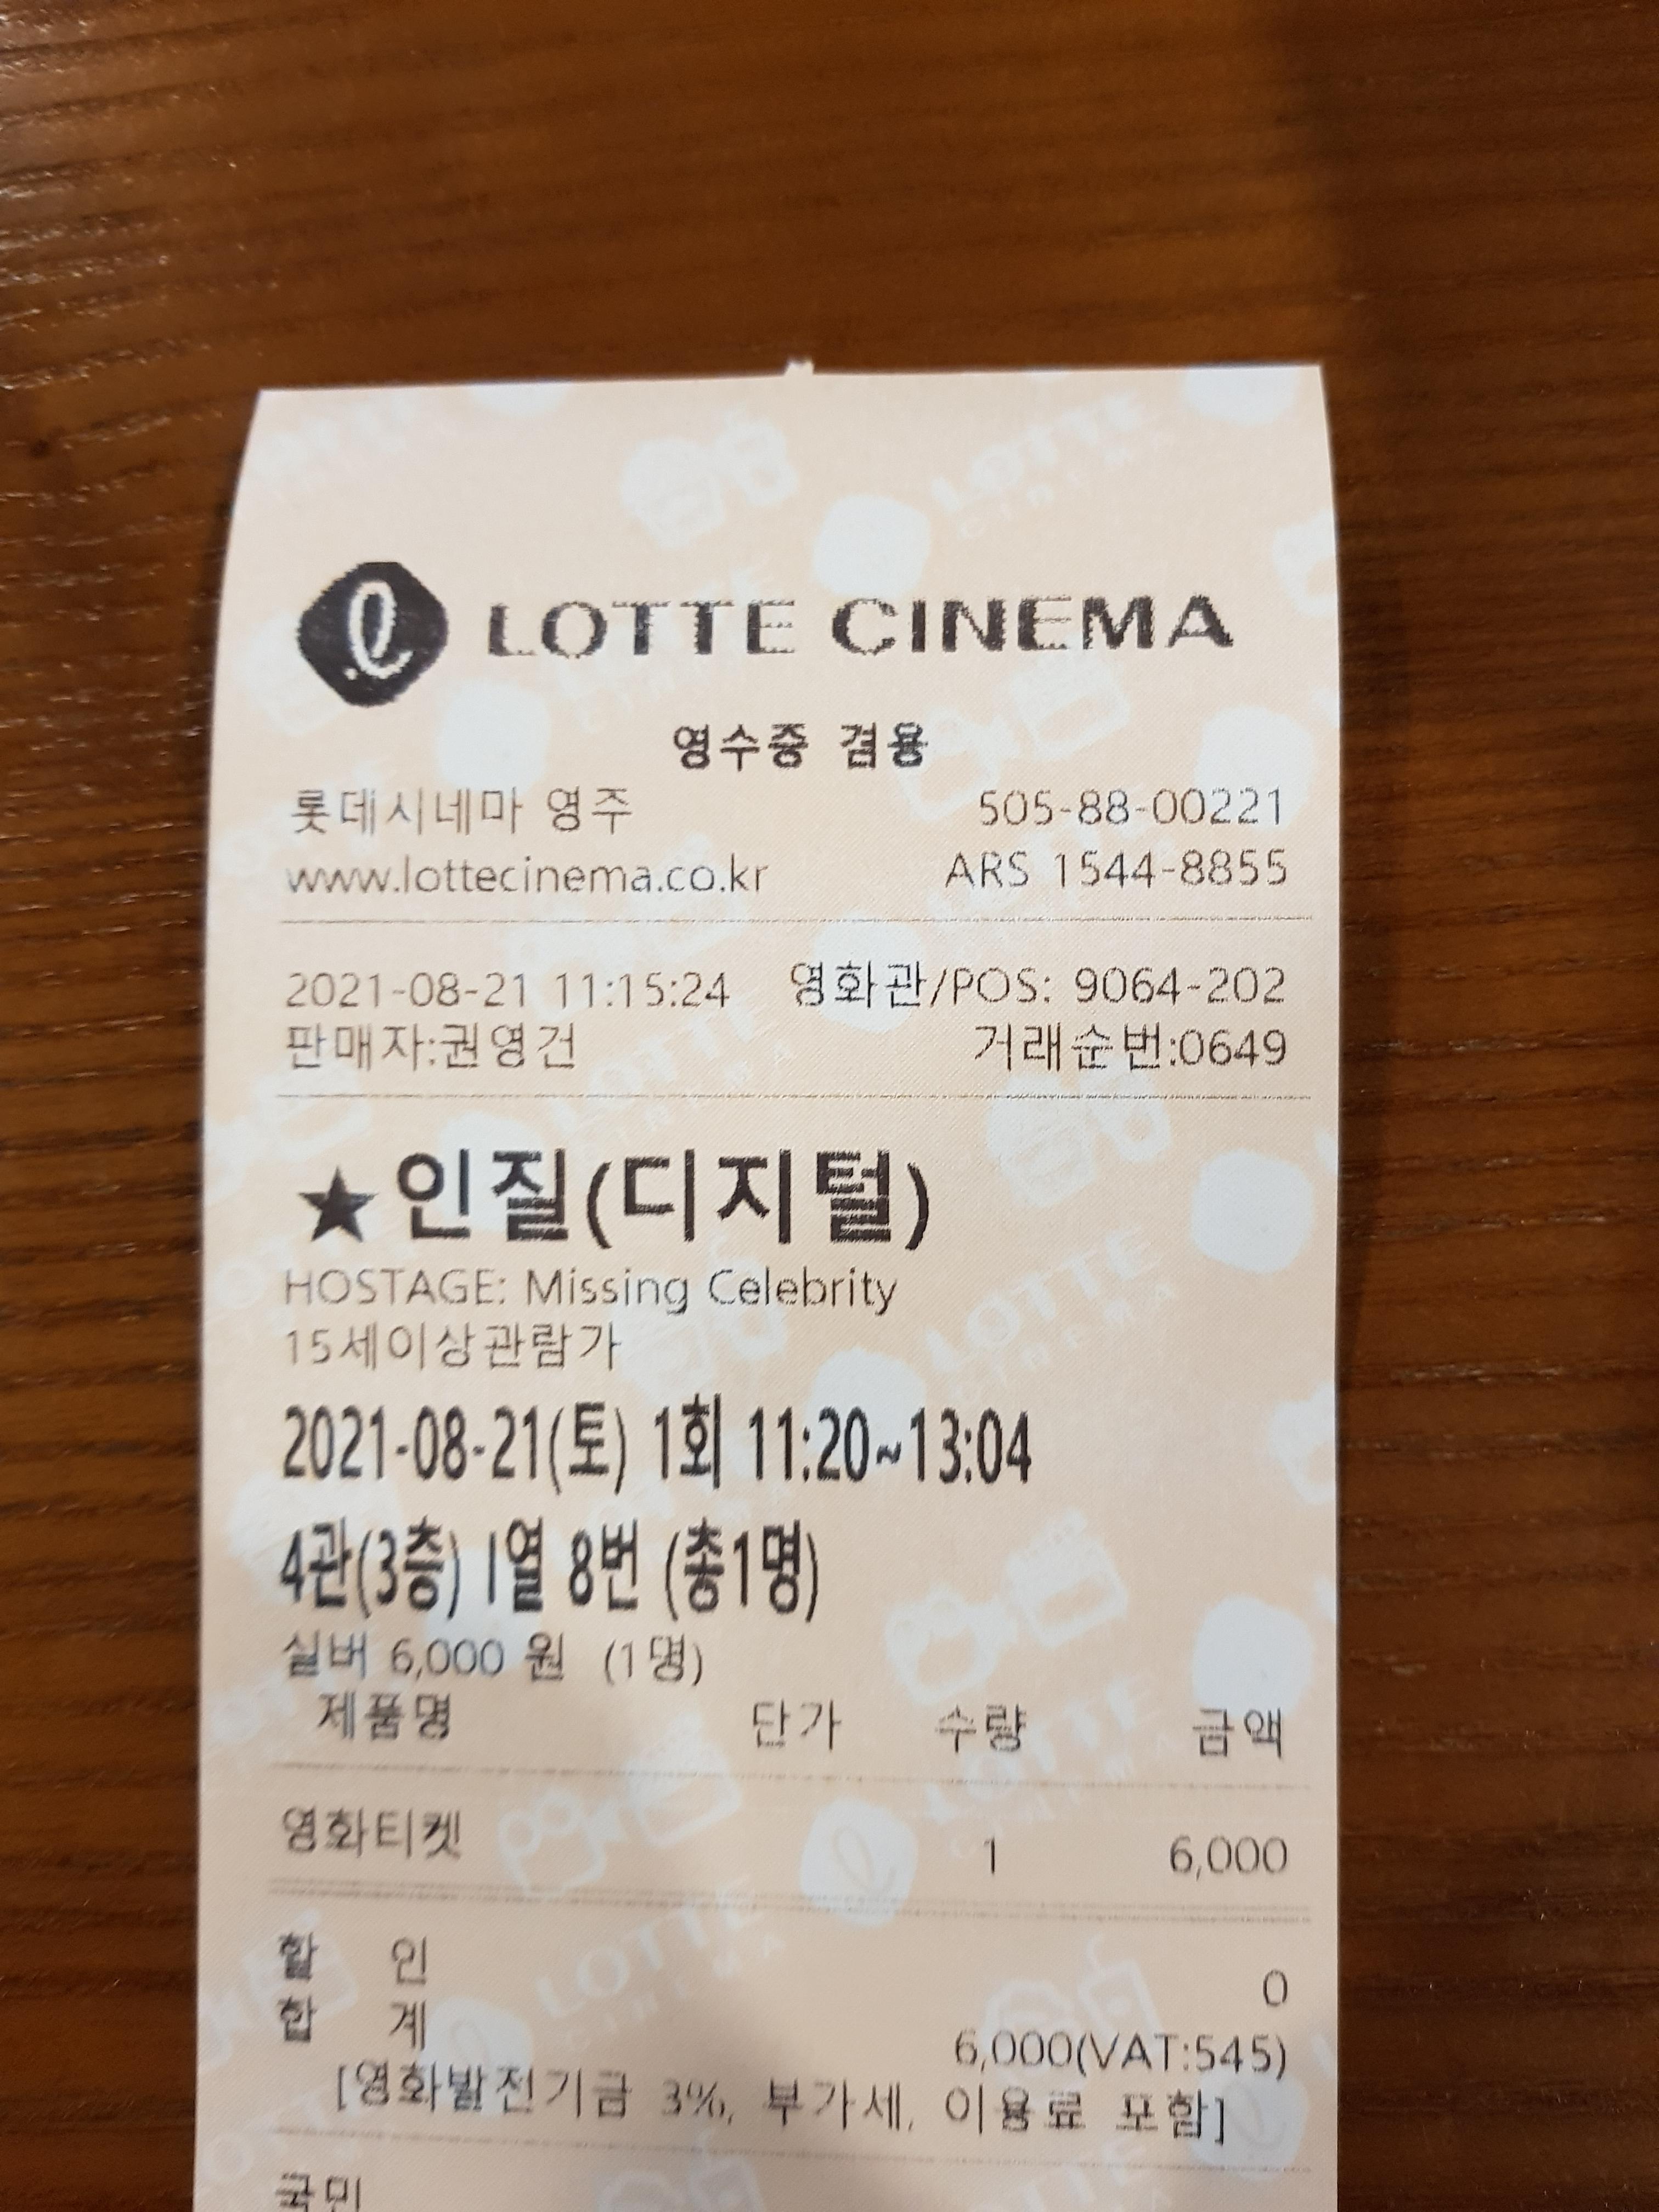 LOTTE CINEMA
영수증 겸용
롯데시네마 영주 505-88-00221
www.lottecinema.co.kr ARS 1544-8855
2021-08-21 11:15:24 영화관/POS: 9064-202
판매자:권영건 거래순번:0649
★인질(디지털)
HOSTAGE: Missing Celebrity
15세이상관람가
2021-08-21(토) 1회 11:20~13:04
4관(3층) I열 8번 (총1명)
실버 6,000 원 (1명)
제품명 단가 수량 금액
영화티켓 1 6,000
할 인 0
합 계 6,000(VAT:545)
[영화발전기금 3%, 부가세, 이용료 포함]
국민